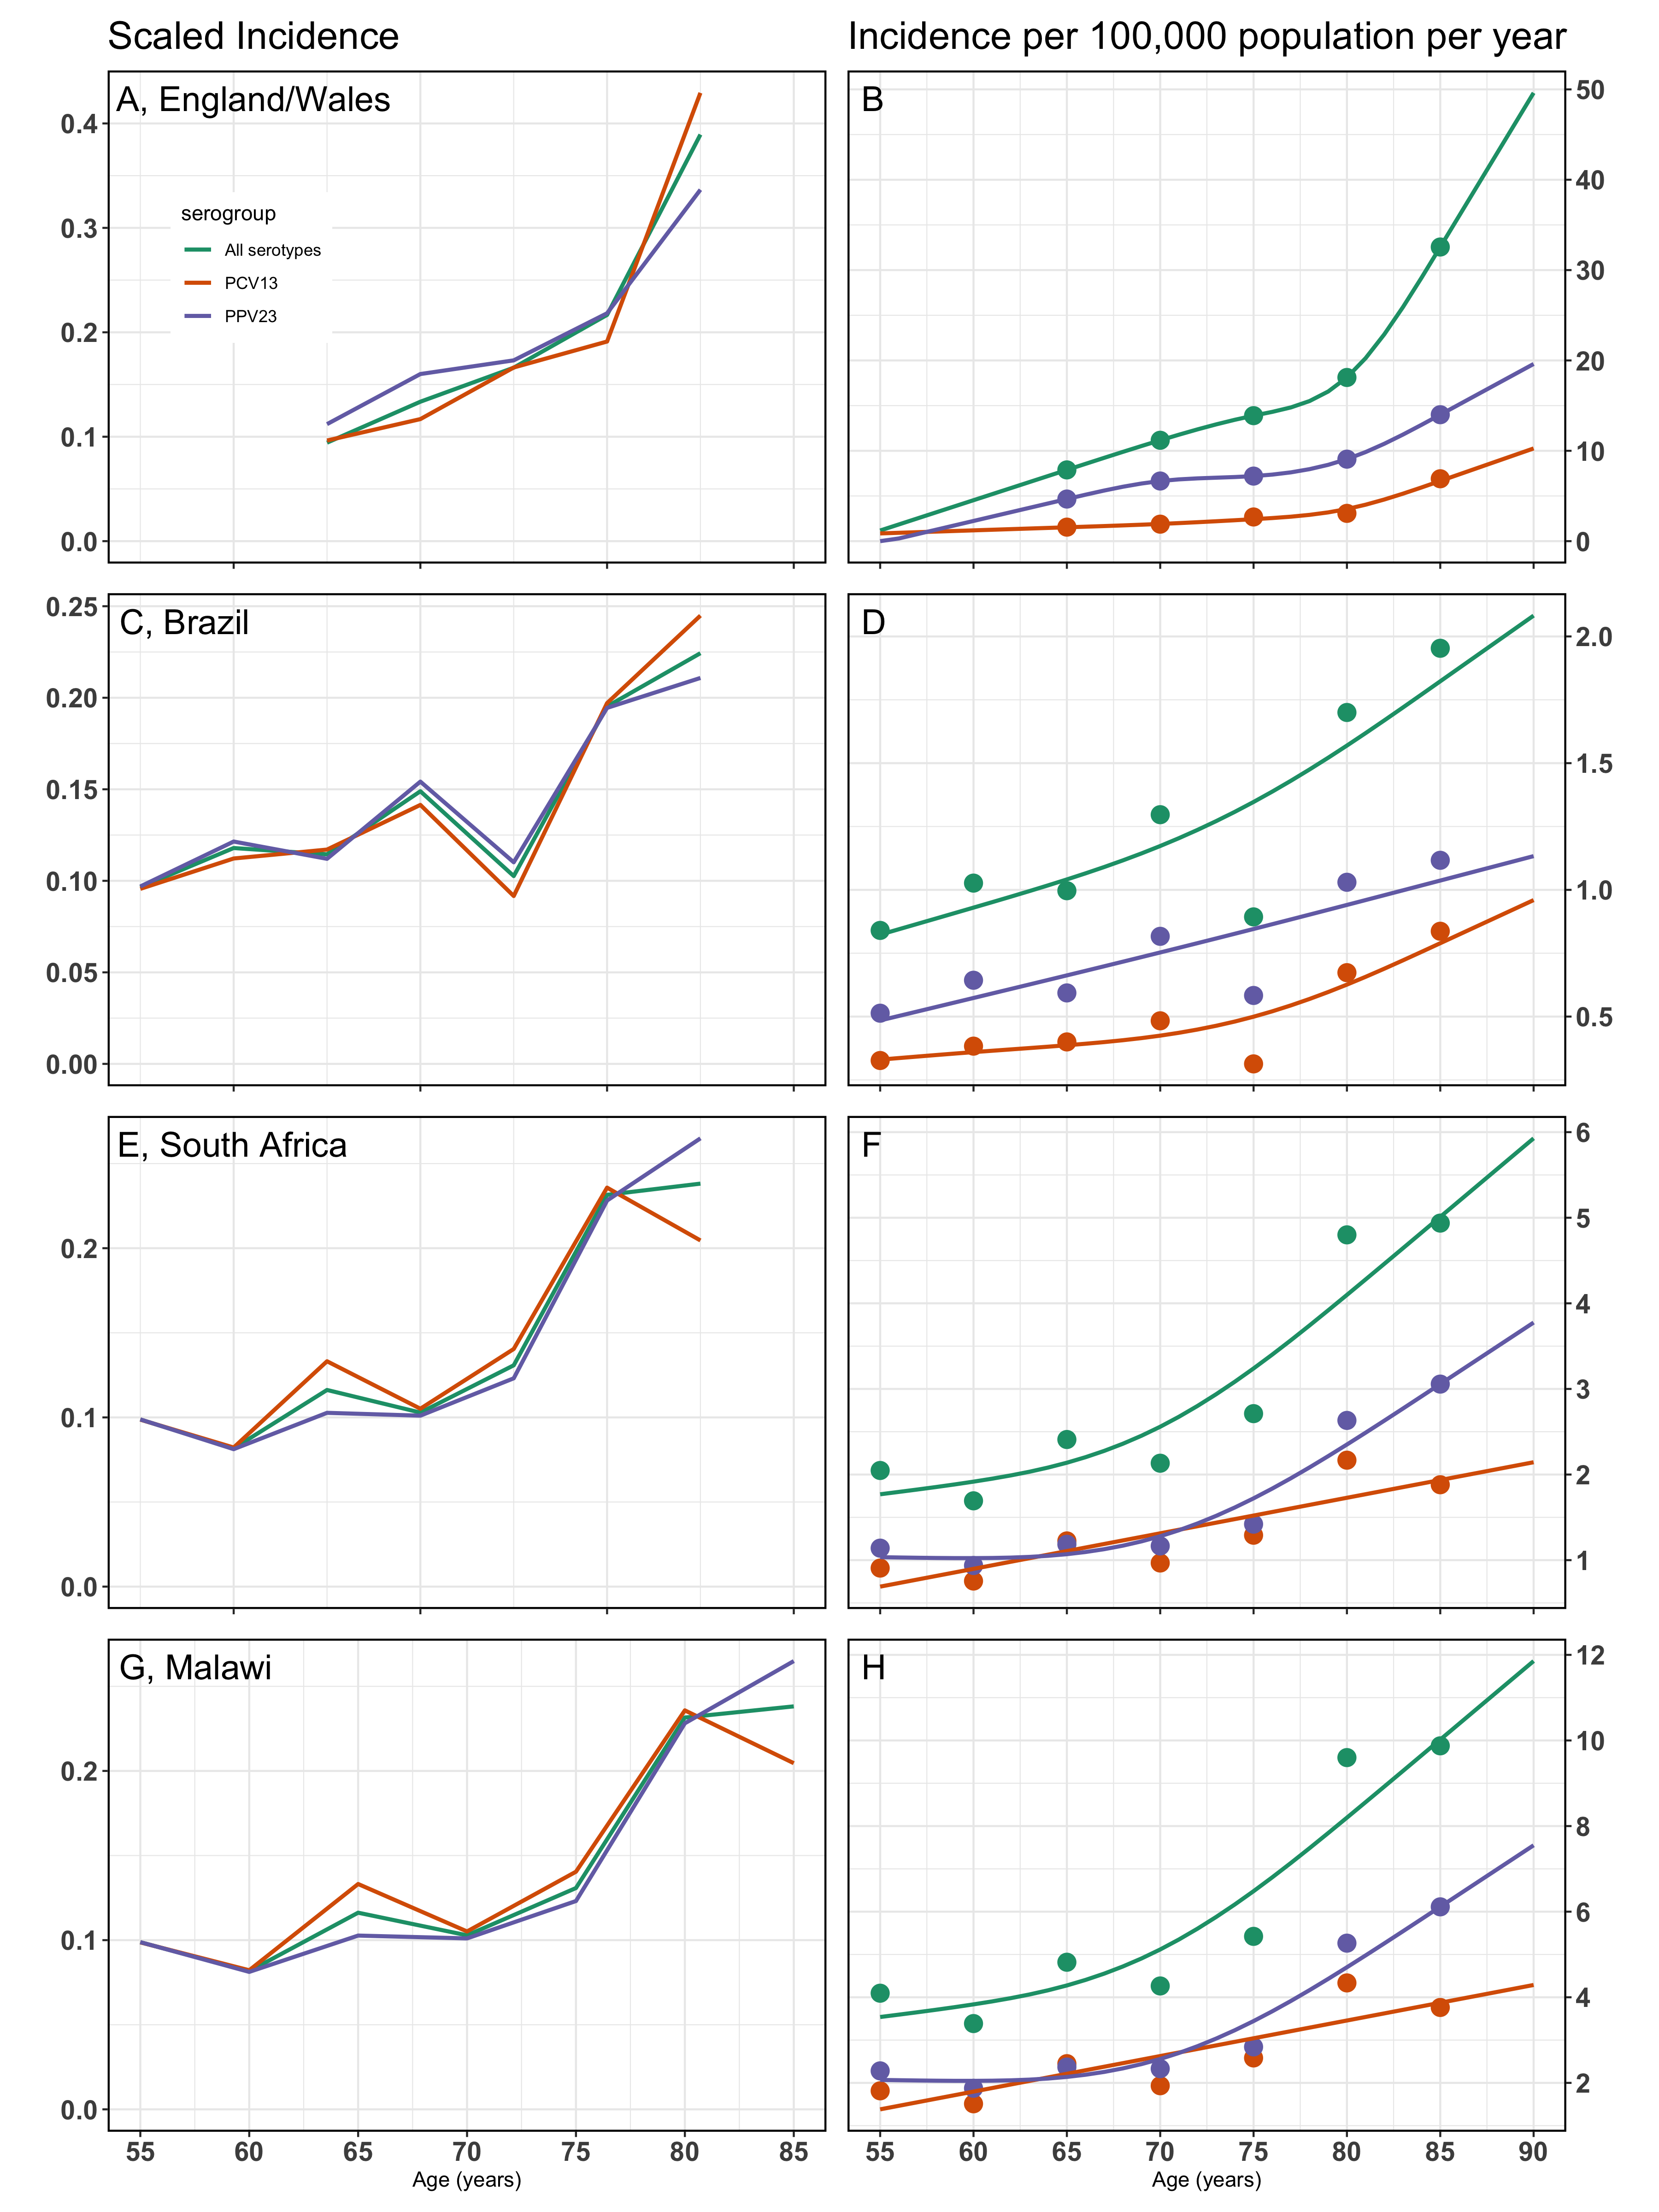 Scaled Incidence
Incidence per 100,000 population per year
A, England/Wales
0.4
0.3
0.2
0.1
0.0
serogroup
All serotypes
PCV13
PPV23
B
50
40
30
20
10
0
C, Brazil
0.25
0.20
0.15
0.10
0.05
0.00
D
2.0
1.5
1.0
0.5
E, South Africa
0.2
0.1
0.0
F
6
5
4
3
2
1
G, Malawi
0.2
0.1
0.0
55 60 65 70 75 80 85
Age (years)
H
12
10
8
6
4
2
55 60 65 70 75 80 85 90
Age (years)